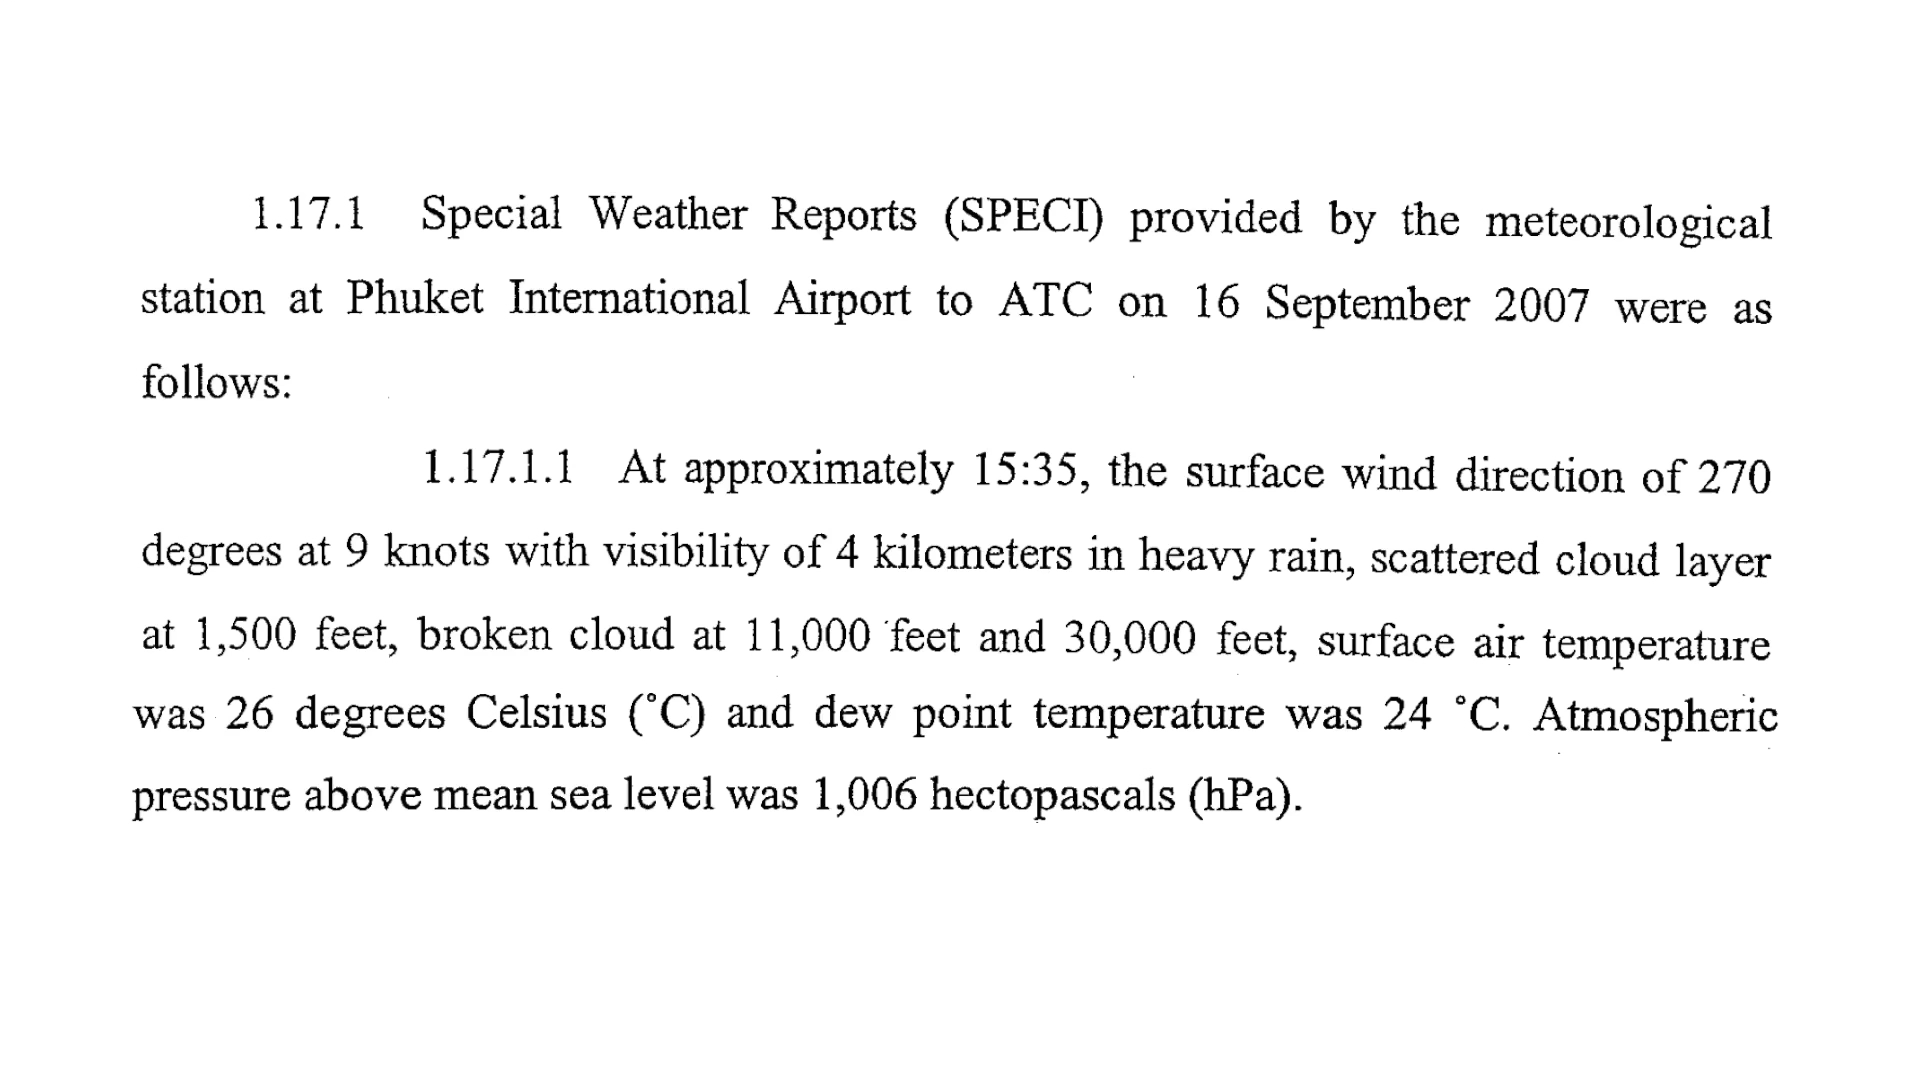 1.17.1 Special Weather Reports (SPECI) provided by the meteorological
station at Phuket International Airport to ATC on 16 September 2007 were as
follows:
1.17.1.1 At approximately 15:35, the surface wind direction of 270
degrees at 9 knots with visibility of 4 kilometers in heavy rain, scattered cloud layer
at 1,500 feet, broken cloud at 11,000 feet and 30,000 feet, surface air temperature
was 26 degrees Celsius (˚C) and dew point temperature was 24 ˚C. Atmospheric
pressure above mean sea level was 1,006 hectopascals (hPa).